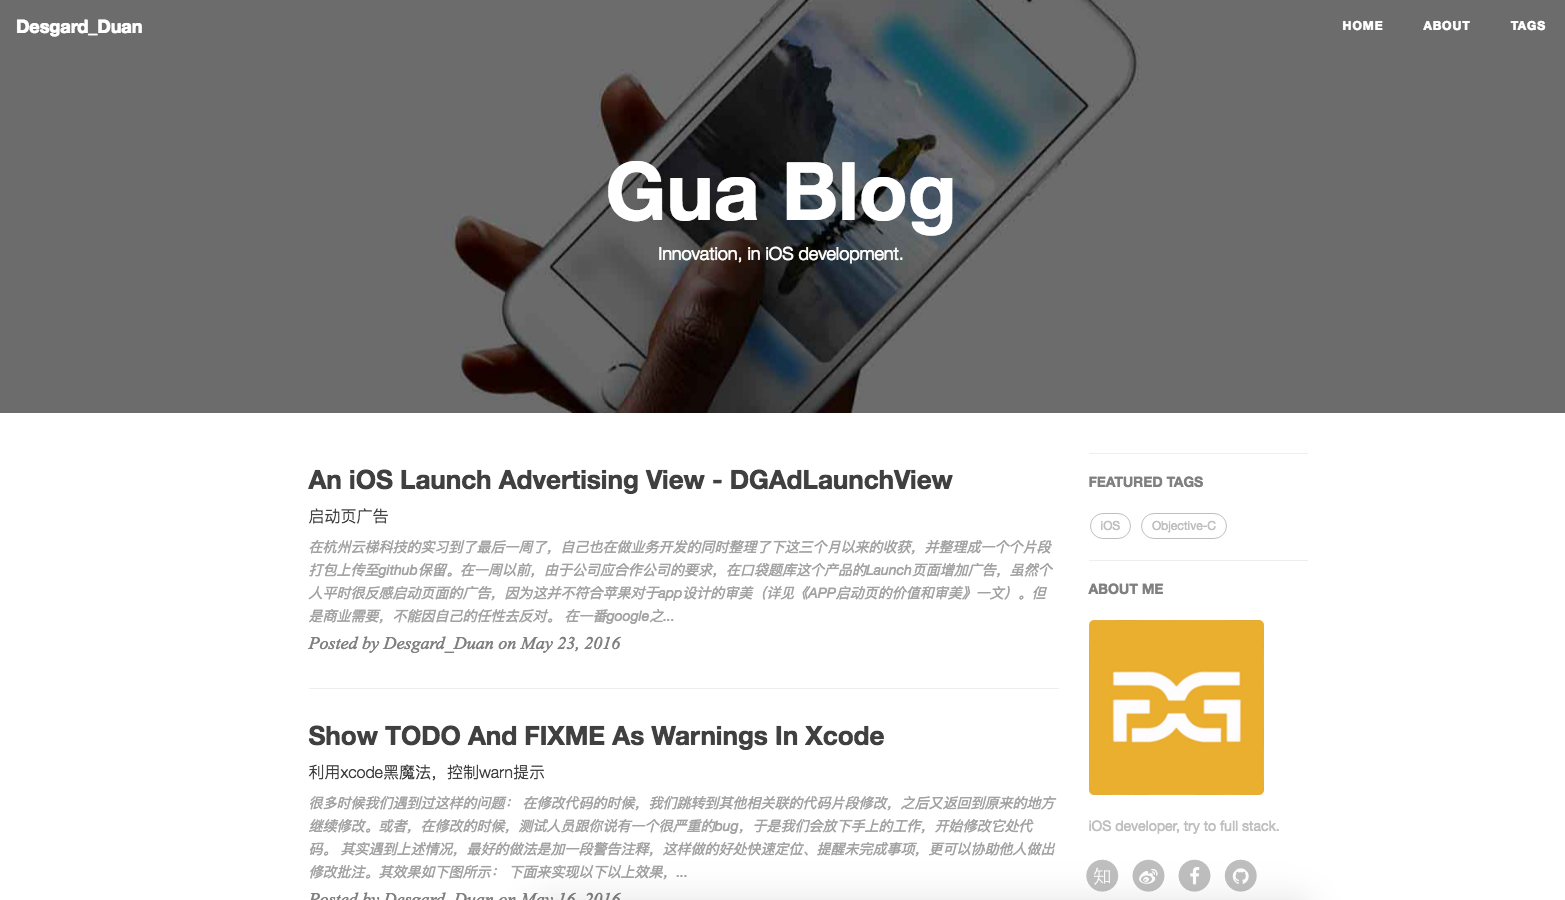 Desgard_Duan
HOME ABOUT TAGS
Gua Blog
Innovation, in iOS development.
An iOS Launch Advertising View - DGAdLaunchView
启动页广告
在杭州云梯科技的实习到了最后一周了，自己也在做业务开发的同时整理了下这三个月以来的收获，并整理成一个个片段
打包上传至github保留。在一周以前，由于公司应合作公司的要求，在口袋题库这个产品的Launch页面增加广告，虽然个
人平时很反感启动页面的广告，因为这并不符合苹果对于app设计的审美（详见《APP启动页的价值和审美》一文）。但
是商业需要，不能因自己的任性去反对。 在一番google之...
Posted by Desgard_Duan on May 23, 2016
Show TODO And FIXME As Warnings In Xcode
利用xcode黑魔法，控制warn提示
很多时候我们遇到过这样的问题： 在修改代码的时候，我们跳转到其他相关联的代码片段修改，之后又返回到原来的地方
继续修改。或者，在修改的时候，测试人员跟你说有一个很严重的bug，于是我们会放下手上的工作，开始修改它处代
码。 其实遇到上述情况，最好的做法是加一段警告注释，这样做的好处快速定位、提醒未完成事项，更可以协助他人做出
修改批注。其效果如下图所示： 下面来实现以下以上效果，...
Posted by Desgard_Duan on May 16, 2016
FEATURED TAGS
iOS Objective-C
ABOUT ME
iOS developer, try to full stack.
知